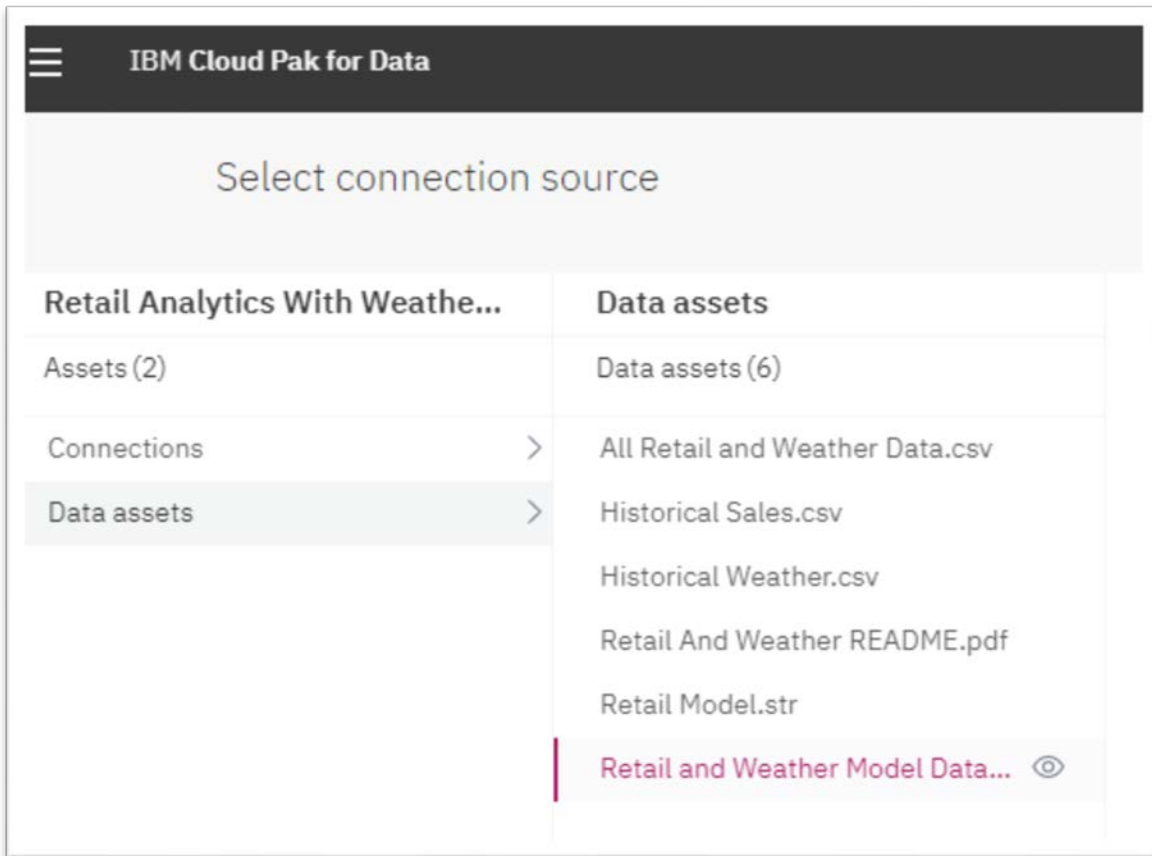 IBM Cloud Pak for Data
Select connection source
Retail Analytics With Weathe...
Assets (2)
Connections
Data assets
Data assets
Data assets (6)
All Retail and Weather Data.csv
Historical Sales.csv
Historical Weather.csv
Retail And Weather README.pdf
Retail Model.str
Retail and Weather Model Data...